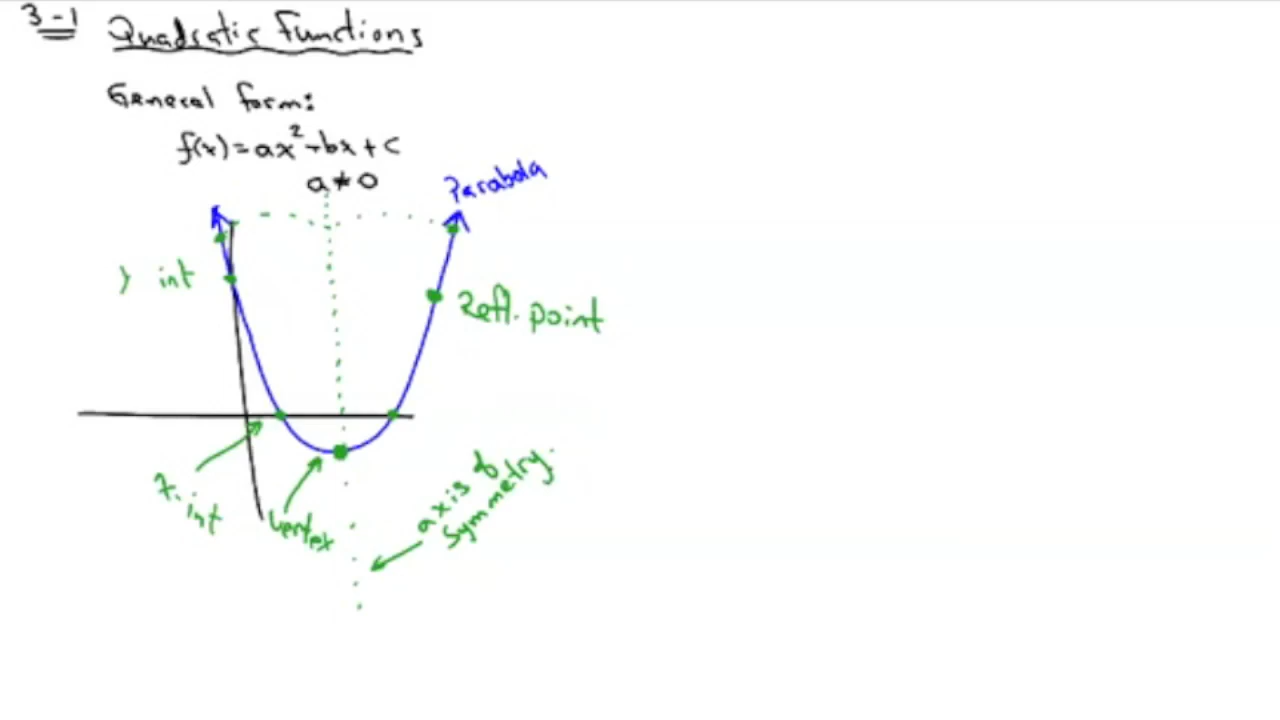 3-1 Quadratic Functions
General form:
f(x)=ax²+bx+c
a≠0
Parabola
y int
Refl. point
x. int
vertex
axis of
symmetry.